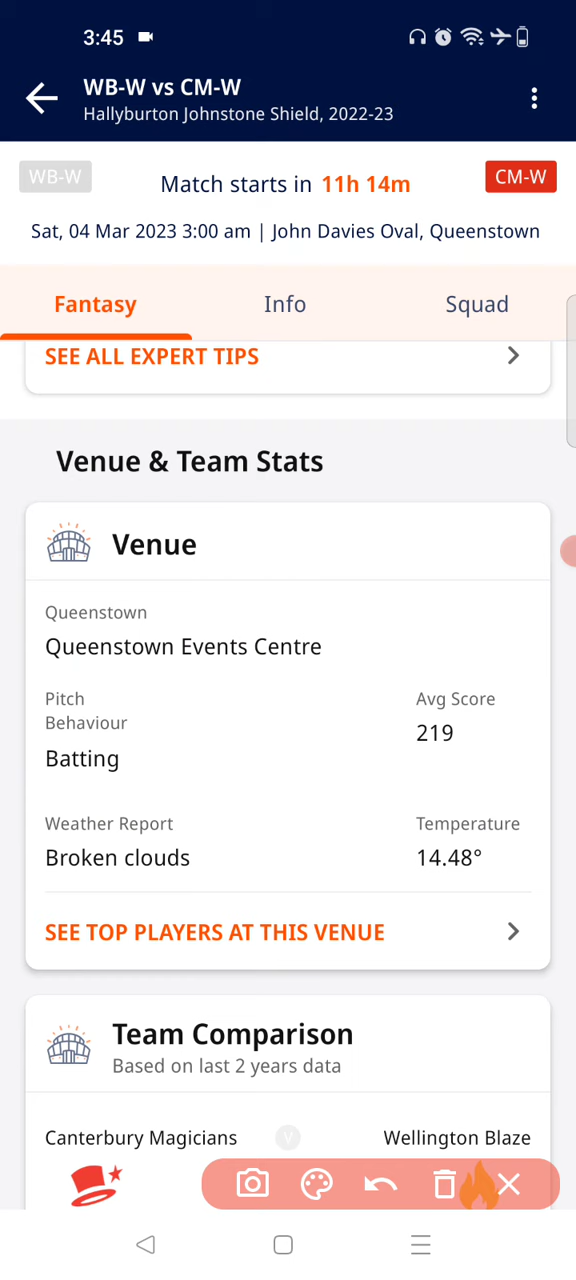 3:45
WB-W vs CM-W
Hallyburton Johnstone Shield, 2022-23
WB-W
Match starts in 11h 14m
CM-W
Sat, 04 Mar 2023 3:00 am | John Davies Oval, Queenstown
Fantasy Info Squad
SEE ALL EXPERT TIPS
Venue & Team Stats
Venue
Queenstown
Queenstown Events Centre
Pitch
Behaviour
Batting
Avg Score
219
Weather Report
Broken clouds
Temperature
14.48°
SEE TOP PLAYERS AT THIS VENUE
Team Comparison
Based on last 2 years data
Canterbury Magicians V Wellington Blaze